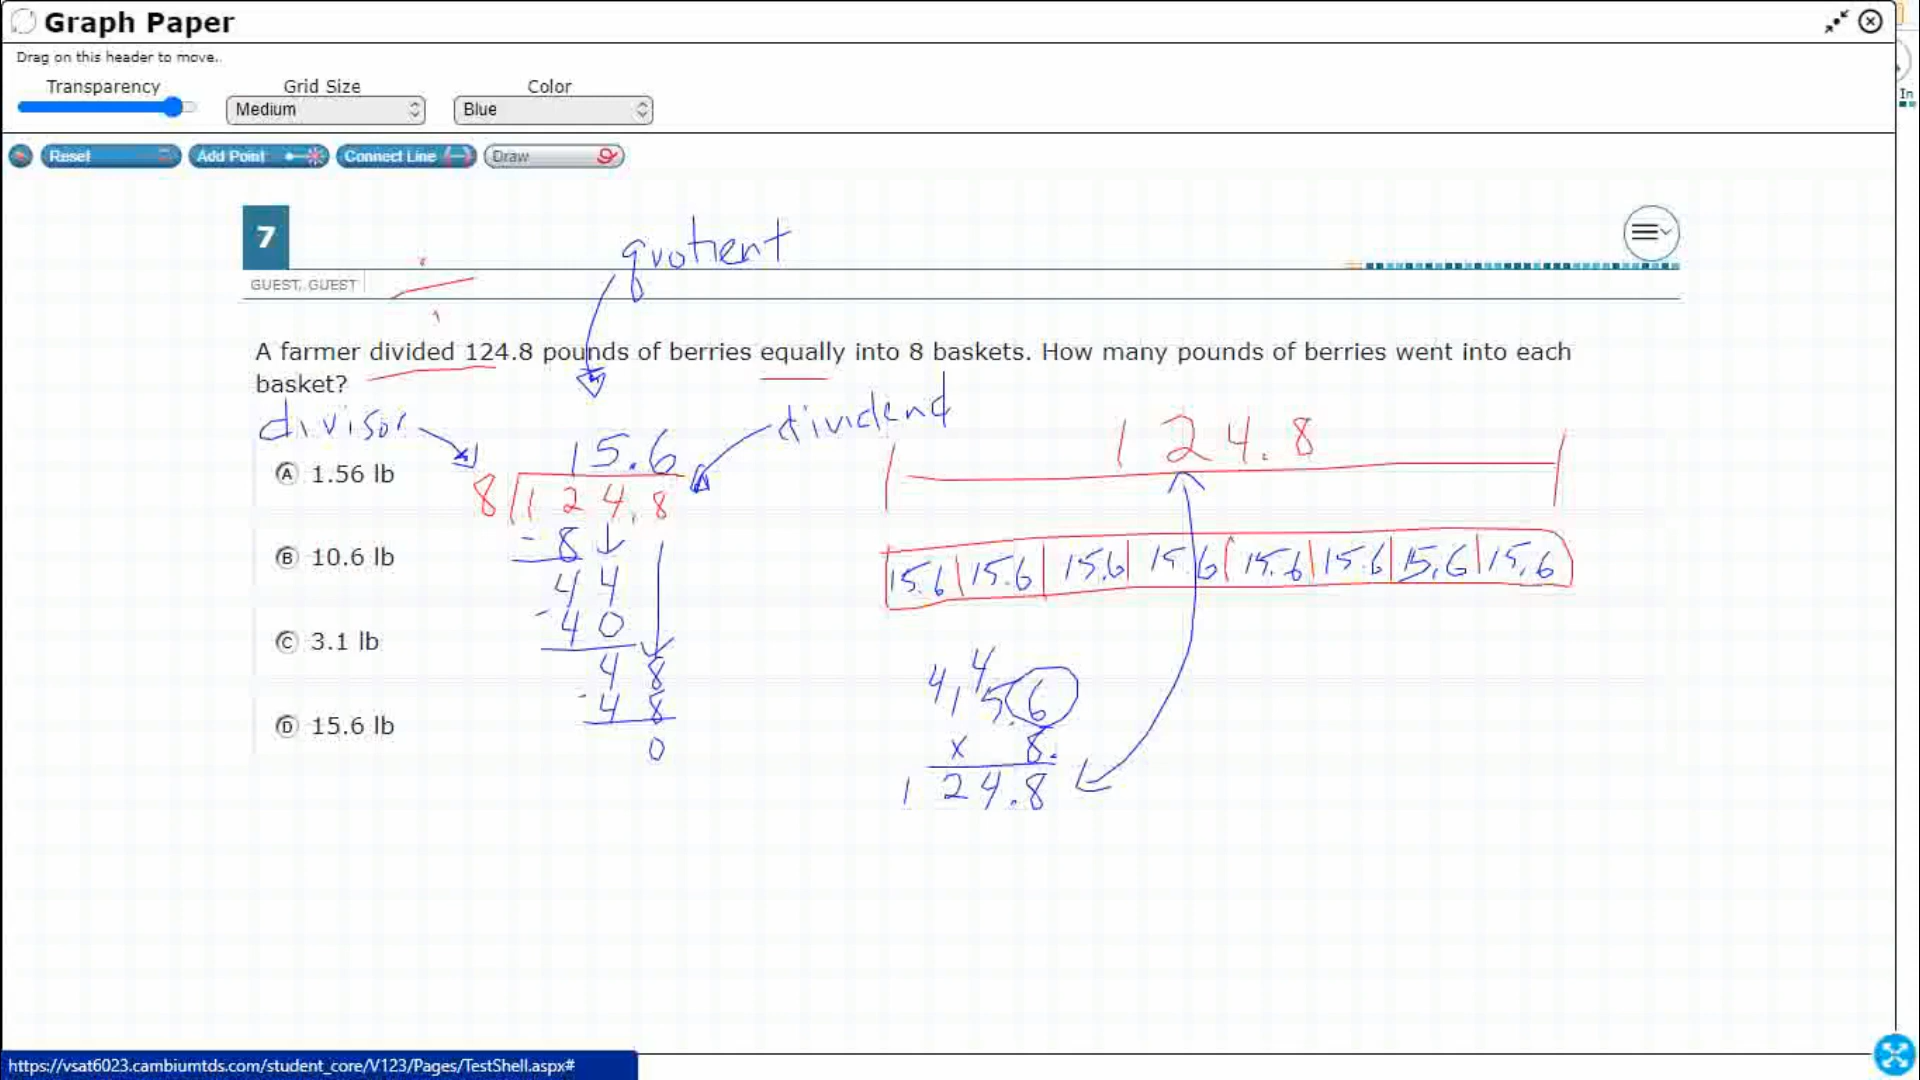 Graph Paper
Drag on this header to move..
Transparency Grid Size Color
Medium Blue
Reset Add Point Connect Line Draw
7
quotient
GUEST, GUEST
A farmer divided 124.8 pounds of berries equally into 8 baskets. How many pounds of berries went into each
basket?
divisor
dividend
15.6
8 124.8
- 8
44
- 40
48
- 48
0
A 1.56 lb
B 10.6 lb
C 3.1 lb
D 15.6 lb
124.8
15.6 15.6 15.6 15.6 15.6 15.6 15.6 15.6
4 4
15.6
x 8.
124.8
In
https://vsat6023.cambiumtds.com/student_core/V123/Pages/TestShell.aspx#